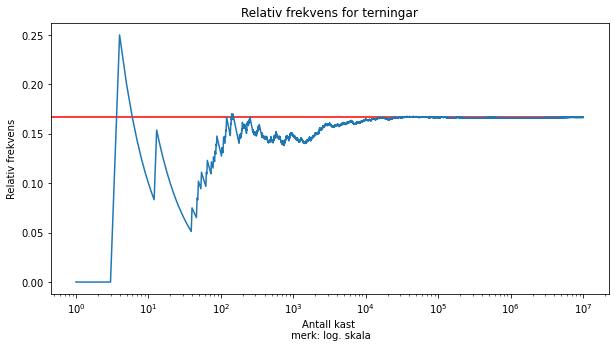 Relativ frekvens for terningar
Relativ frekvens
0.25
0.20
0.15
0.10
0.05
0.00
10⁰ 10¹ 10² 10³ 10⁴ 10⁵ 10⁶ 10⁷
Antall kast
merk: log. skala